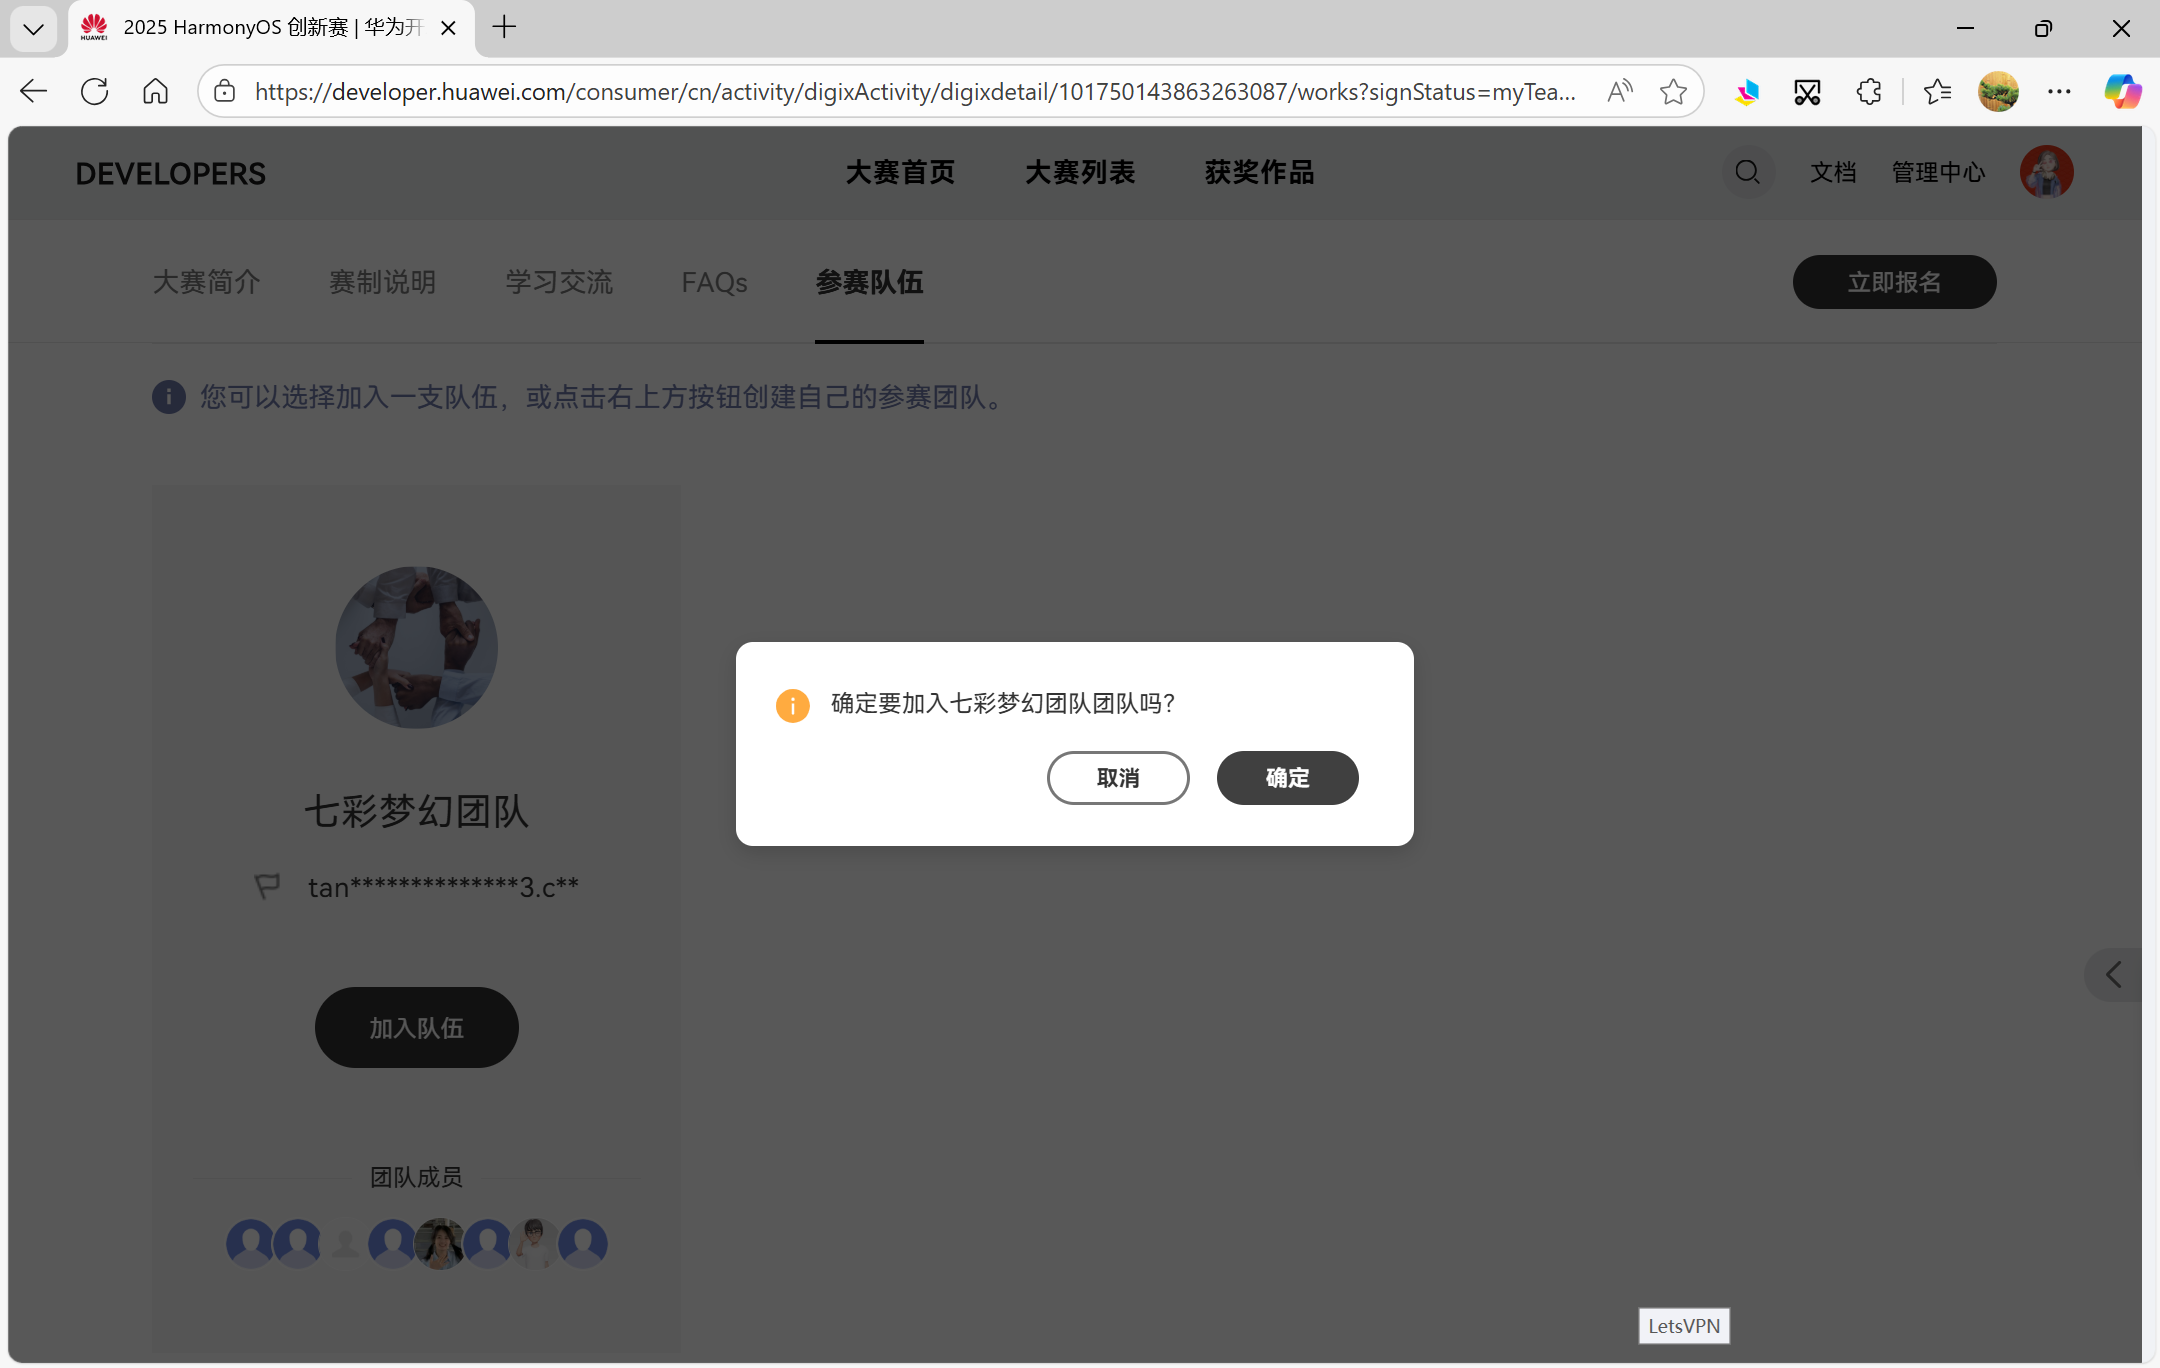 2025 HarmonyOS 创新赛 | 华为开
https://developer.huawei.com/consumer/cn/activity/digixActivity/digixdetail/101750143863263087/works?signStatus=myTea...
DEVELOPERS
大赛首页
大赛列表
获奖作品
文档
管理中心
大赛简介
赛制说明
学习交流
FAQs
参赛队伍
立即报名
您可以选择加入一支队伍，或点击右上方按钮创建自己的参赛团队。
确定要加入七彩梦幻团队团队吗?
取消
确定
七彩梦幻团队
tan**************3.c**
加入队伍
团队成员
LetsVPN